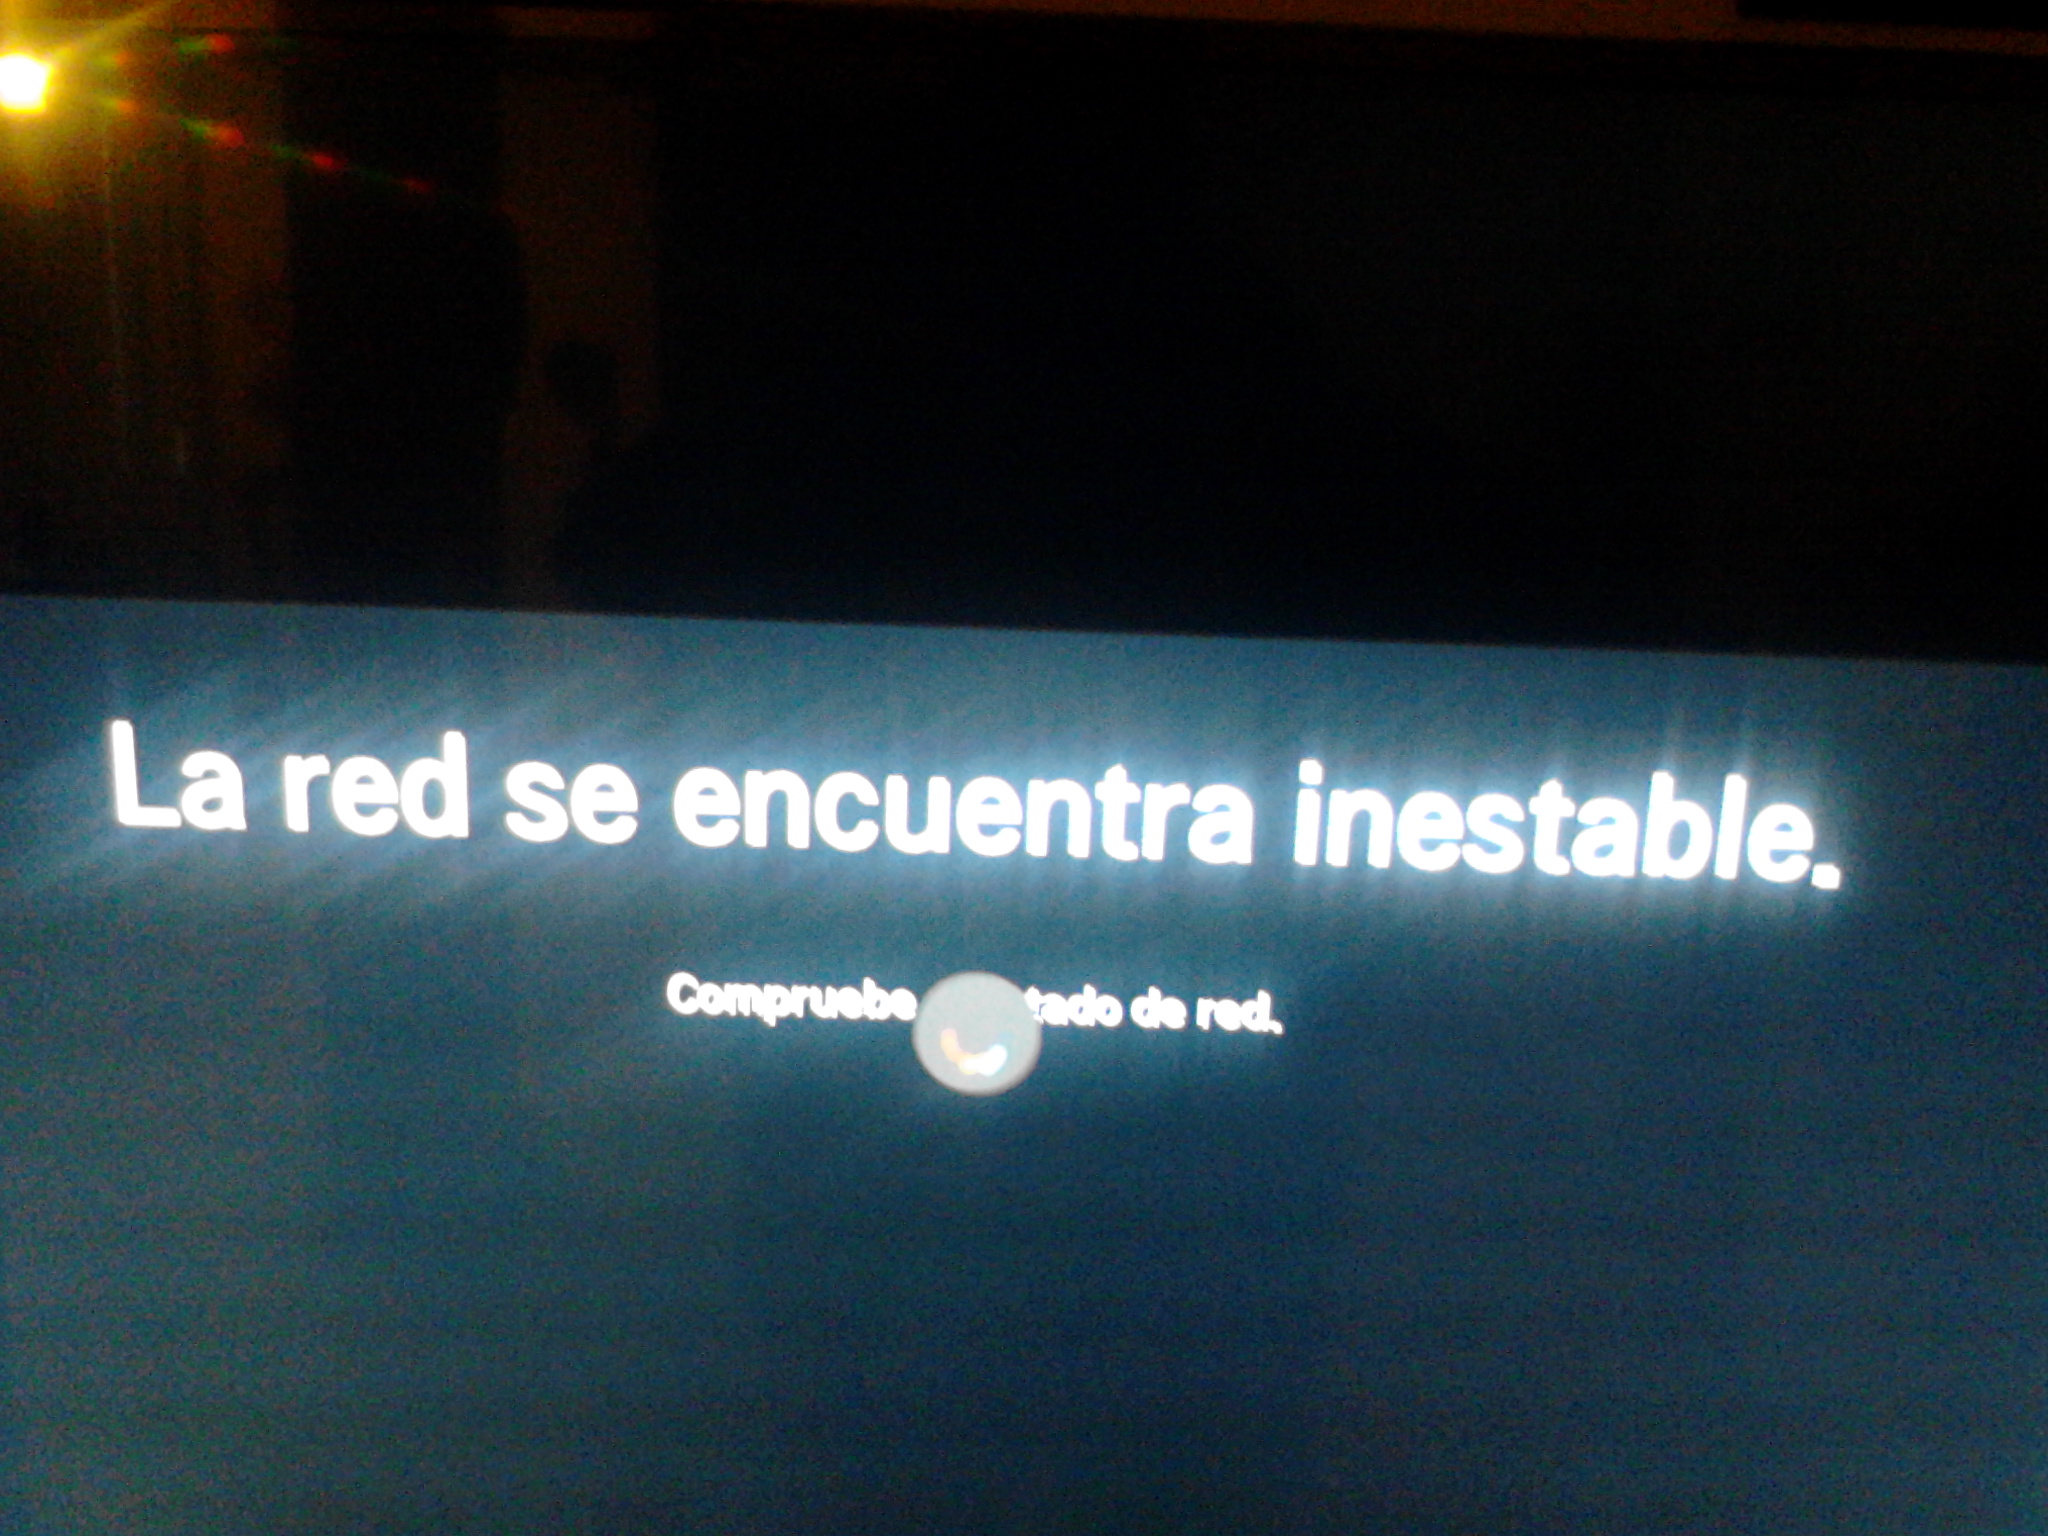 La red se encuentra inestable.
Compruebe tado de red.